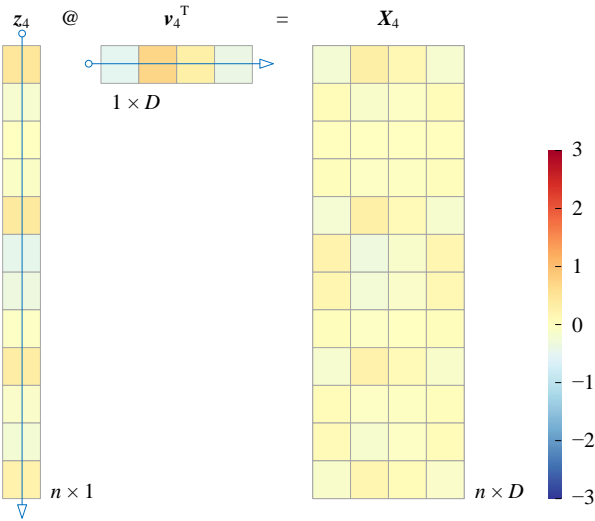 z₄ @ v₄ᵀ = X₄
1 × D
3
2
1
0
−1
−2
−3
n × 1
n × D